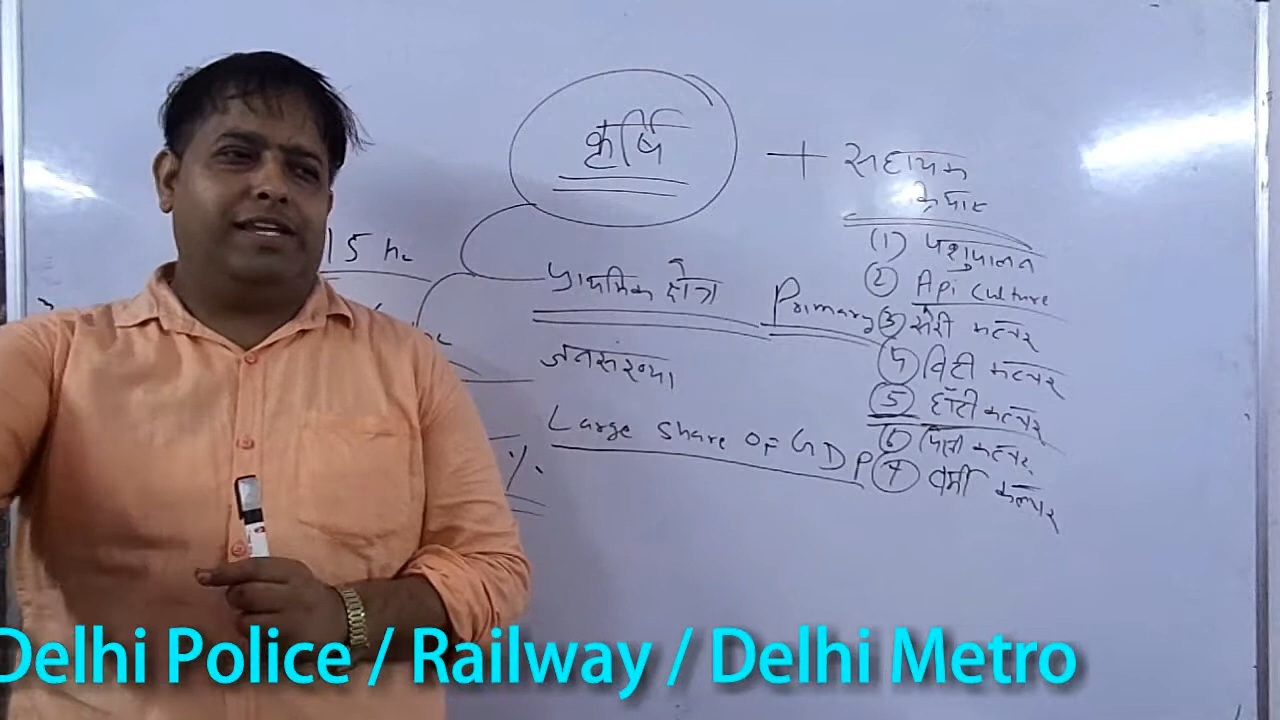 कृषि
+ सहायक
15 hc
(1) पशुपालन
प्राथमिक क्षेत्र
(2) Api Culture
Primary
(3) सेरी कल्चर
जनसंख्या
(4) विटी कल्चर
(5) हॉर्टी कल्चर
Large share of GDP
(6) कल्चर
(7) वर्मी कल्चर
%
Delhi Police / Railway / Delhi Metro